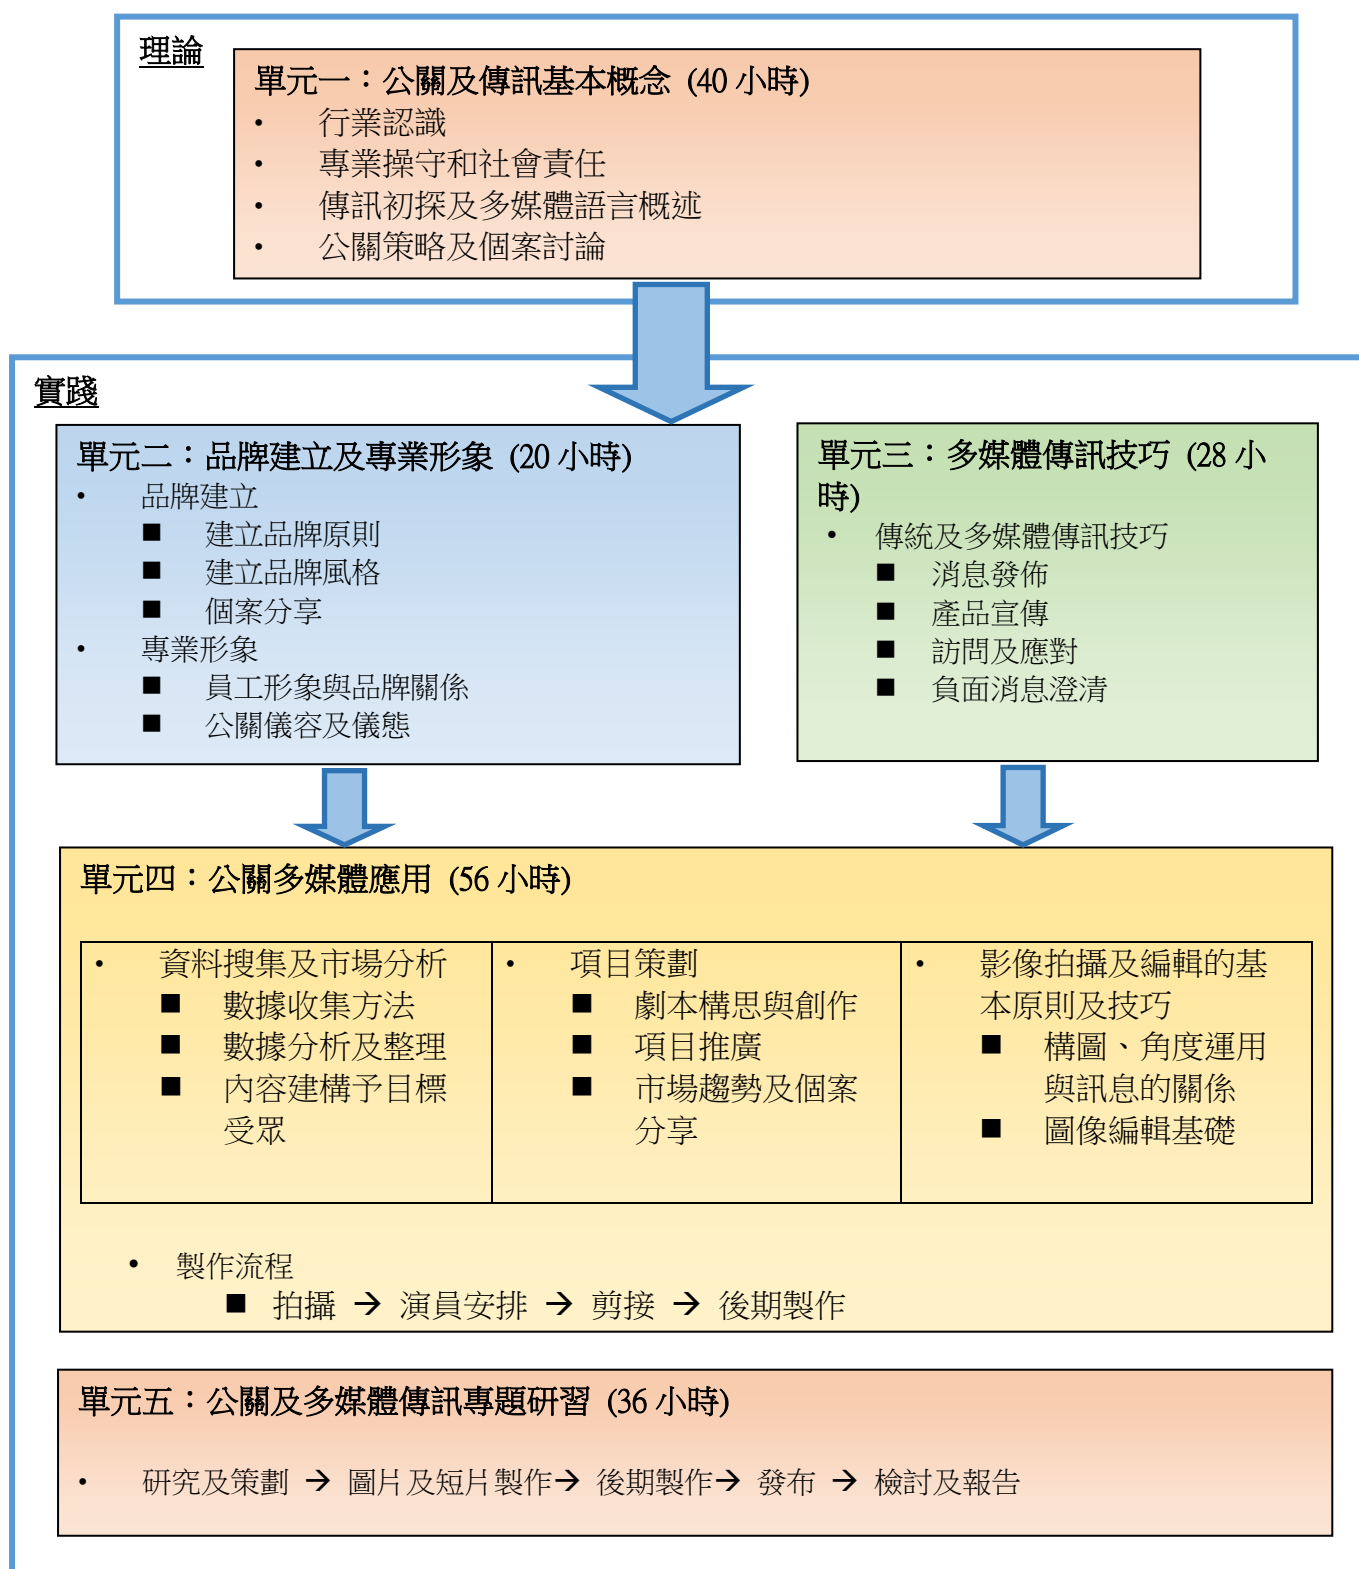 理論
單元一：公關及傳訊基本概念 (40 小時)
• 行業認識
• 專業操守和社會責任
• 傳訊初探及多媒體語言概述
• 公關策略及個案討論
實踐
單元二：品牌建立及專業形象 (20 小時)
• 品牌建立
■ 建立品牌原則
■ 建立品牌風格
■ 個案分享
• 專業形象
■ 員工形象與品牌關係
■ 公關儀容及儀態
單元三：多媒體傳訊技巧 (28 小
時)
• 傳統及多媒體傳訊技巧
■ 消息發佈
■ 產品宣傳
■ 訪問及應對
■ 負面消息澄清
單元四：公關多媒體應用 (56 小時)
• 資料搜集及市場分析
■ 數據收集方法
■ 數據分析及整理
■ 內容建構予目標
受眾
• 項目策劃
■ 劇本構思與創作
■ 項目推廣
■ 市場趨勢及個案
分享
• 影像拍攝及編輯的基
本原則及技巧
■ 構圖、角度運用
與訊息的關係
■ 圖像編輯基礎
• 製作流程
■ 拍攝 → 演員安排 → 剪接 → 後期製作
單元五：公關及多媒體傳訊專題研習 (36 小時)
• 研究及策劃 → 圖片及短片製作→ 後期製作→ 發布 → 檢討及報告